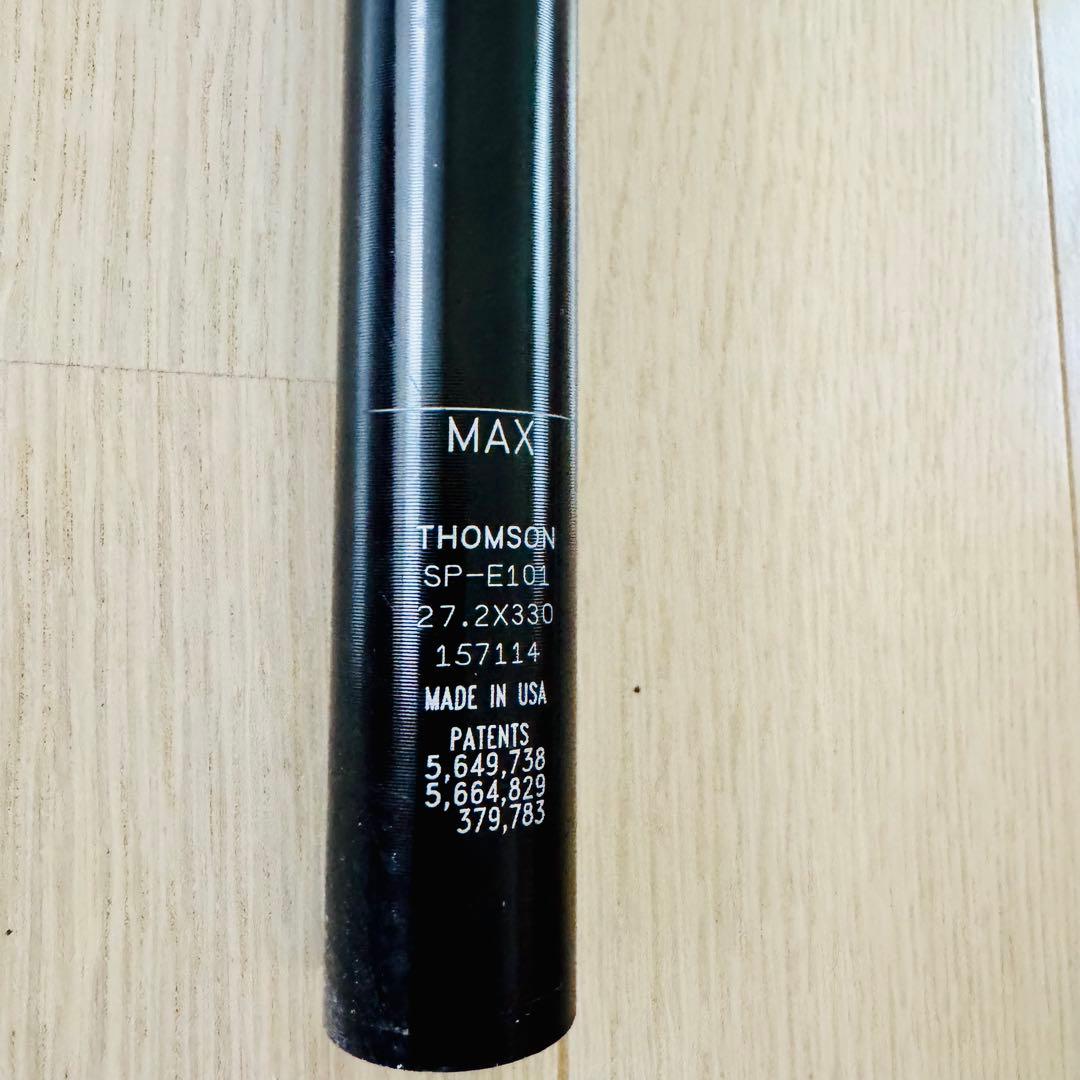 MAX
THOMSON
SP-E101
27.2X330
157114
MADE IN USA
PATENTS
5,649,738
5,664,829
379,783